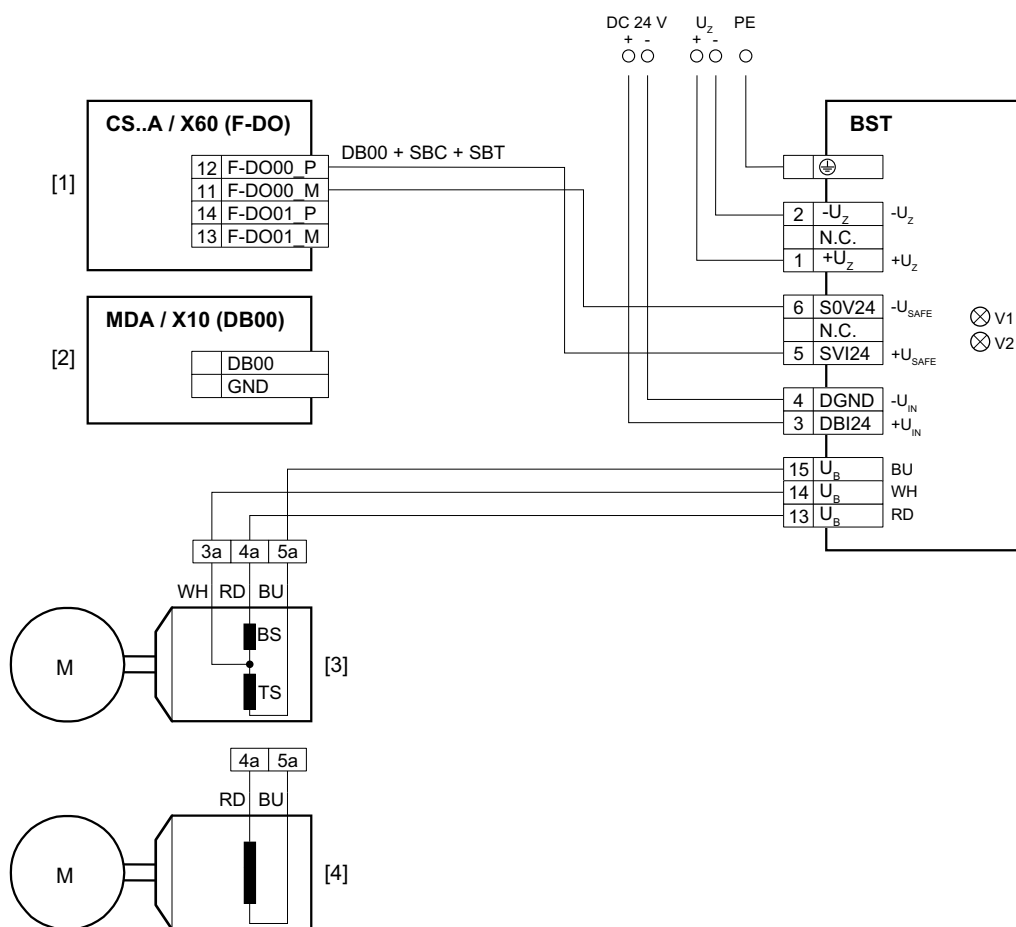 DC 24 V U_Z PE
+ - + -
CS..A / X60 (F-DO)
[1]
12 F-DO00_P
11 F-DO00_M
14 F-DO01_P
13 F-DO01_M
DB00 + SBC + SBT
MDA / X10 (DB00)
[2]
DB00
GND
BST
2 -U_Z -U_Z
N.C.
1 +U_Z +U_Z
6 S0V24 -U_SAFE
N.C.
5 SVI24 +U_SAFE
V1
V2
4 DGND -U_IN
3 DBI24 +U_IN
15 U_B BU
14 U_B WH
13 U_B RD
3a 4a 5a
WH RD BU
M
BS
TS
[3]
4a 5a
RD BU
M
[4]